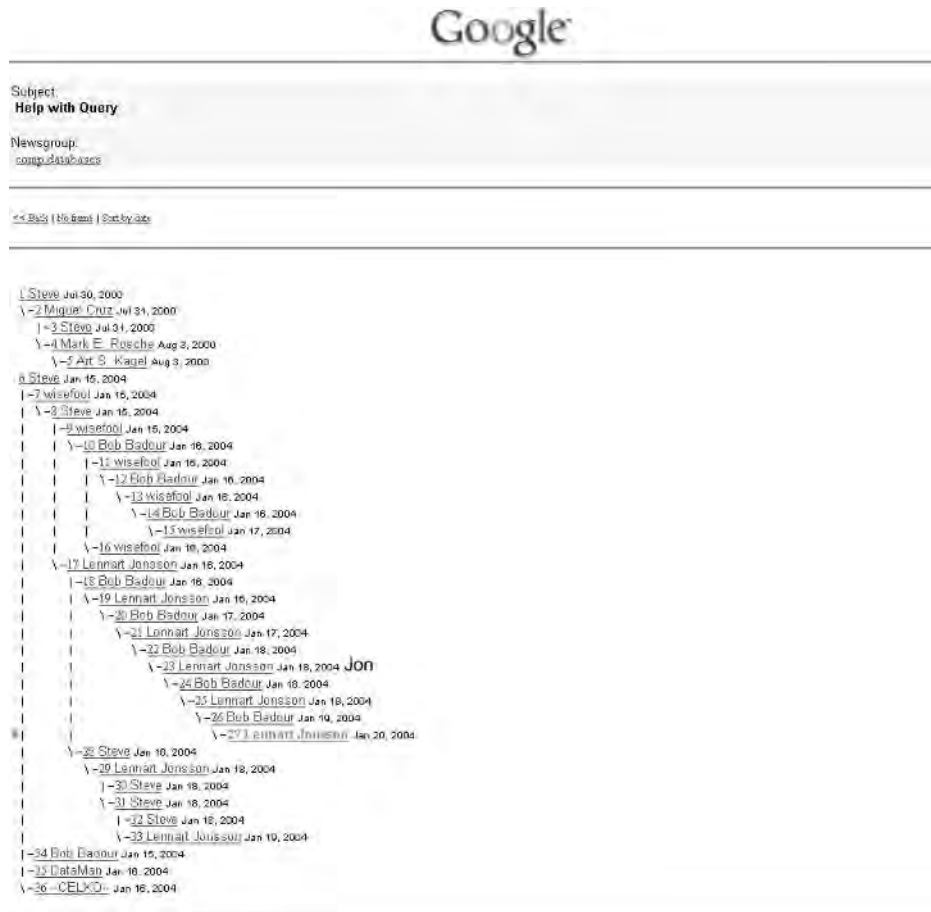 Google
Subject:
Help with Query
Newsgroup:
comp.databases
<< Back | No frame | Sort by date
1 Steve Jul 30, 2000
\-2 Miguel Cruz Jul 31, 2000
|-3 Steve Jul 31, 2000
\-4 Mark E. Rosche Aug 3, 2000
\-5 Art S. Kagel Aug 3, 2000
6 Steve Jan 15, 2004
|-7 wisefool Jan 15, 2004
| \-8 Steve Jan 15, 2004
| |-9 wisefool Jan 15, 2004
| | \-10 Bob Badour Jan 16, 2004
| | | |-11 wisefool Jan 16, 2004
| | | \-12 Bob Badour Jan 16, 2004
| | | \-13 wisefool Jan 16, 2004
| | | \-14 Bob Badour Jan 16, 2004
| | | \-15 wisefool Jan 17, 2004
| | \-16 wisefool Jan 16, 2004
| \-17 Lennart Jonsson Jan 16, 2004
| |-18 Bob Badour Jan 16, 2004
| | \-19 Lennart Jonsson Jan 16, 2004
| | \-20 Bob Badour Jan 17, 2004
| | \-21 Lennart Jonsson Jan 17, 2004
| | \-22 Bob Badour Jan 18, 2004
| | \-23 Lennart Jonsson Jan 18, 2004 Jon
| | \-24 Bob Badour Jan 18, 2004
| | \-25 Lennart Jonsson Jan 18, 2004
| | \-26 Bob Badour Jan 19, 2004
| | \-27 Lennart Jonsson Jan 20, 2004
| \-28 Steve Jan 18, 2004
| \-29 Lennart Jonsson Jan 18, 2004
| |-30 Steve Jan 18, 2004
| \-31 Steve Jan 18, 2004
| |-32 Steve Jan 18, 2004
| \-33 Lennart Jonsson Jan 19, 2004
|-34 Bob Badour Jan 15, 2004
|-35 DataMan Jan 16, 2004
\-36 --CELKO-- Jan 16, 2004